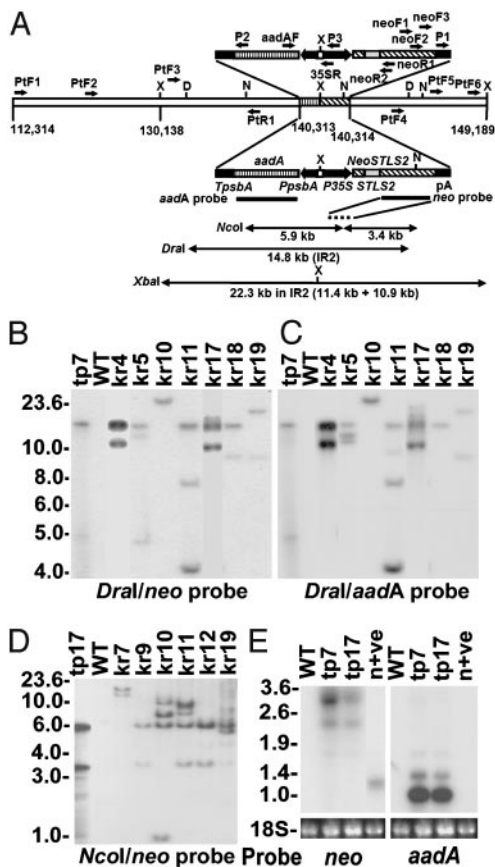 A
P2 aadAF X P3 neoF1 neoF3 neoF2 P1
35SR neoR1 neoR2
PtF1 PtF2 PtF3 X D N D N PtF5 PtF6 X
PtR1 PtF4
112,314 130,138 140,313 140,314 149,189
aadA X NeoSTLS2 N
TpsbA PpsbA P35S STLS2 pA
aadA probe neo probe
NcoI 5.9 kb 3.4 kb
DraI 14.8 kb (IR2)
XbaI X
22.3 kb in IR2 (11.4 kb + 10.9 kb)
B
tp7 WT kr4 kr5 kr10 kr11 kr17 kr18 kr19
23.6-
10.0-
8.0-
6.0-
5.0-
4.0-
DraI/neo probe
C
tp7 WT kr4 kr5 kr10 kr11 kr17 kr18 kr19
DraI/aadA probe
D
tp17 WT kr7 kr9 kr10 kr11 kr12 kr19
23.6-
10.0-
6.0-
4.0-
3.0-
1.0-
NcoI/neo probe
E
WT tp7 tp17 n+ve WT tp7 tp17 n+ve
3.6-
2.6-
1.9-
1.4-
1.0-
18S-
Probe neo aadA